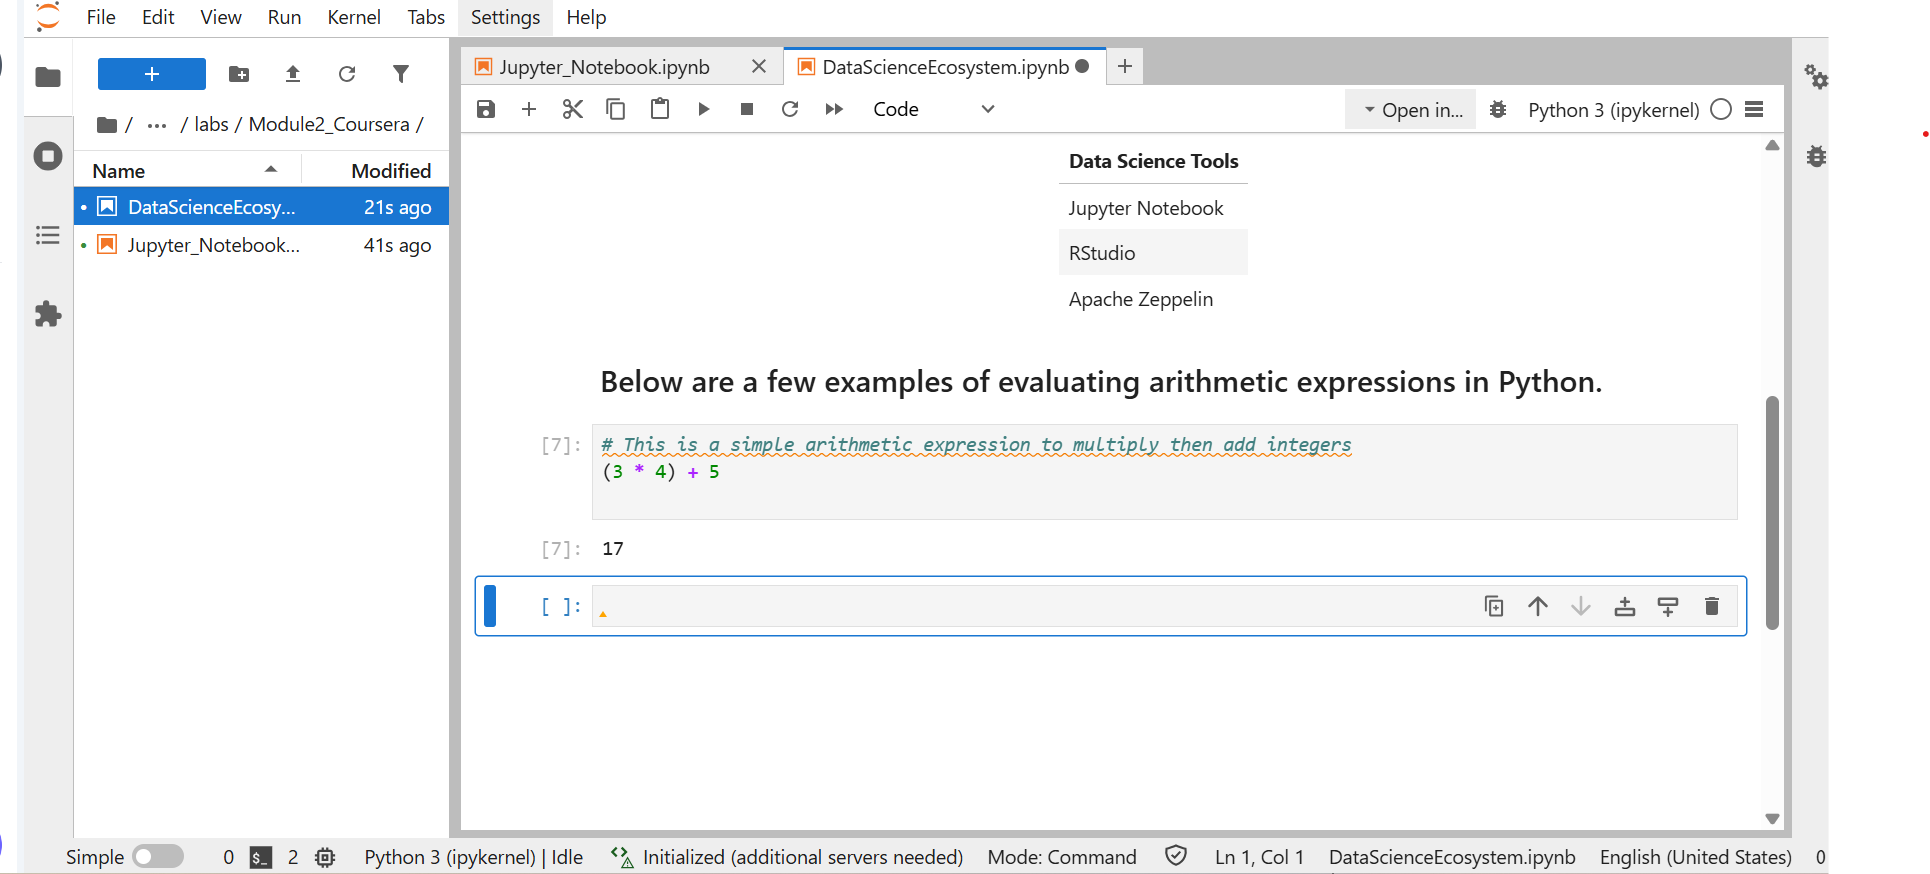 File Edit View Run Kernel Tabs Settings Help
Jupyter_Notebook.ipynb
DataScienceEcosystem.ipynb
Code
Open in...
Python 3 (ipykernel)
/ ··· / labs / Module2_Coursera /
Name Modified
DataScienceEcosy... 21s ago
Jupyter_Notebook... 41s ago
Data Science Tools
Jupyter Notebook
RStudio
Apache Zeppelin
Below are a few examples of evaluating arithmetic expressions in Python.
[7]: # This is a simple arithmetic expression to multiply then add integers
(3 * 4) + 5
[7]: 17
[ ]:
Simple 0 $_ 2 Python 3 (ipykernel) | Idle Initialized (additional servers needed) Mode: Command Ln 1, Col 1 DataScienceEcosystem.ipynb English (United States) 0